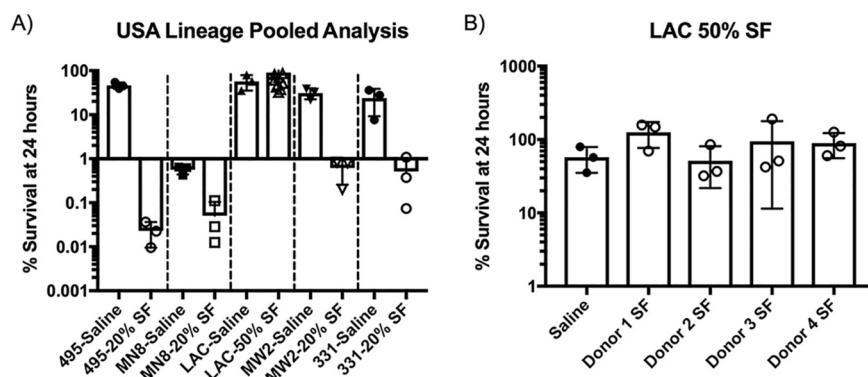 A)
USA Lineage Pooled Analysis
% Survival at 24 hours
100
10
1
0.1
0.01
0.001
495-Saline
495-20% SF
MN8-Saline
MN8-20% SF
LAC-Saline
LAC-50% SF
MW2-Saline
MW2-20% SF
331-Saline
331-20% SF
B)
LAC 50% SF
% Survival at 24 hours
1000
100
10
1
Saline
Donor 1 SF
Donor 2 SF
Donor 3 SF
Donor 4 SF